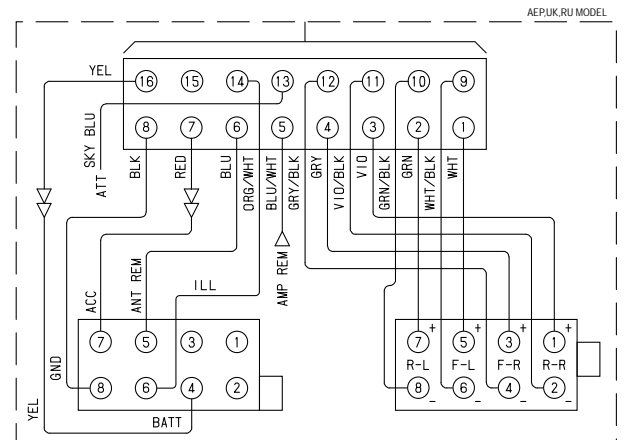 AEP,UK,RU MODEL
YEL
16 15 14 13 12 11 10 9
8 7 6 5 4 3 2 1
SKY BLU
ATT
BLK
RED
BLU
ORG/WHT
BLU/WHT
GRY/BLK
GRY
VIO/BLK
VIO
GRN/BLK
GRN
WHT/BLK
WHT
GND
ACC
ANT REM
ILL
AMP REM
7 5 3 1
8 6 4 2
YEL
BATT
7 + 5 + 3 + 1 +
R-L F-L F-R R-R
8 - 6 - 4 - 2 -